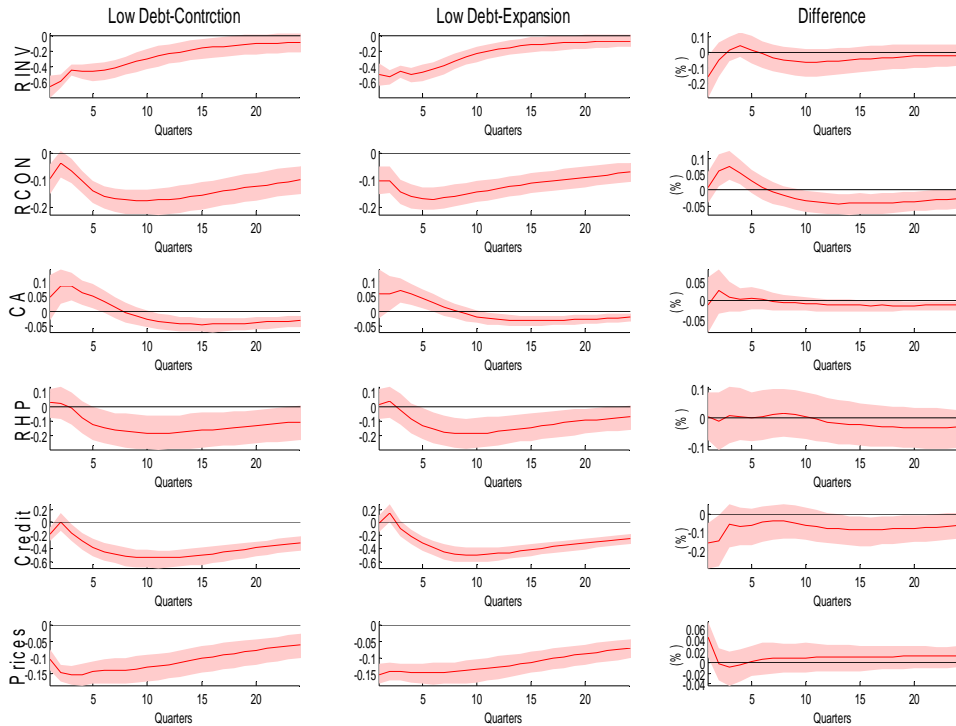 Low Debt-Contrction Low Debt-Expansion Difference
RINV
0 -0.2 -0.4 -0.6
5 10 15 20
Quarters
0 -0.2 -0.4 -0.6
5 10 15 20
Quarters
(%)
0.1 0 -0.1 -0.2
5 10 15 20
Quarters
RCON
0 -0.1 -0.2
5 10 15 20
Quarters
0 -0.1 -0.2
5 10 15 20
Quarters
(%)
0.1 0.05 0 -0.05
5 10 15 20
Quarters
CA
0.1 0.05 0 -0.05
5 10 15 20
Quarters
0.1 0.05 0 -0.05
5 10 15 20
Quarters
(%)
0.05 0 -0.05
5 10 15 20
Quarters
RHP
0.1 0 -0.1 -0.2
5 10 15 20
Quarters
0.1 0 -0.1 -0.2
5 10 15 20
Quarters
(%)
0.1 0 -0.1
5 10 15 20
Quarters
Credit
0.2 0 -0.2 -0.4 -0.6
5 10 15 20
Quarters
0.2 0 -0.2 -0.4 -0.6
5 10 15 20
Quarters
(%)
0 -0.1 -0.2
5 10 15 20
Quarters
Prices
0 -0.05 -0.1 -0.15
5 10 15 20
Quarters
0 -0.05 -0.1 -0.15
5 10 15 20
Quarters
(%)
0.06 0.04 0.02 0 -0.02 -0.04
5 10 15 20
Quarters